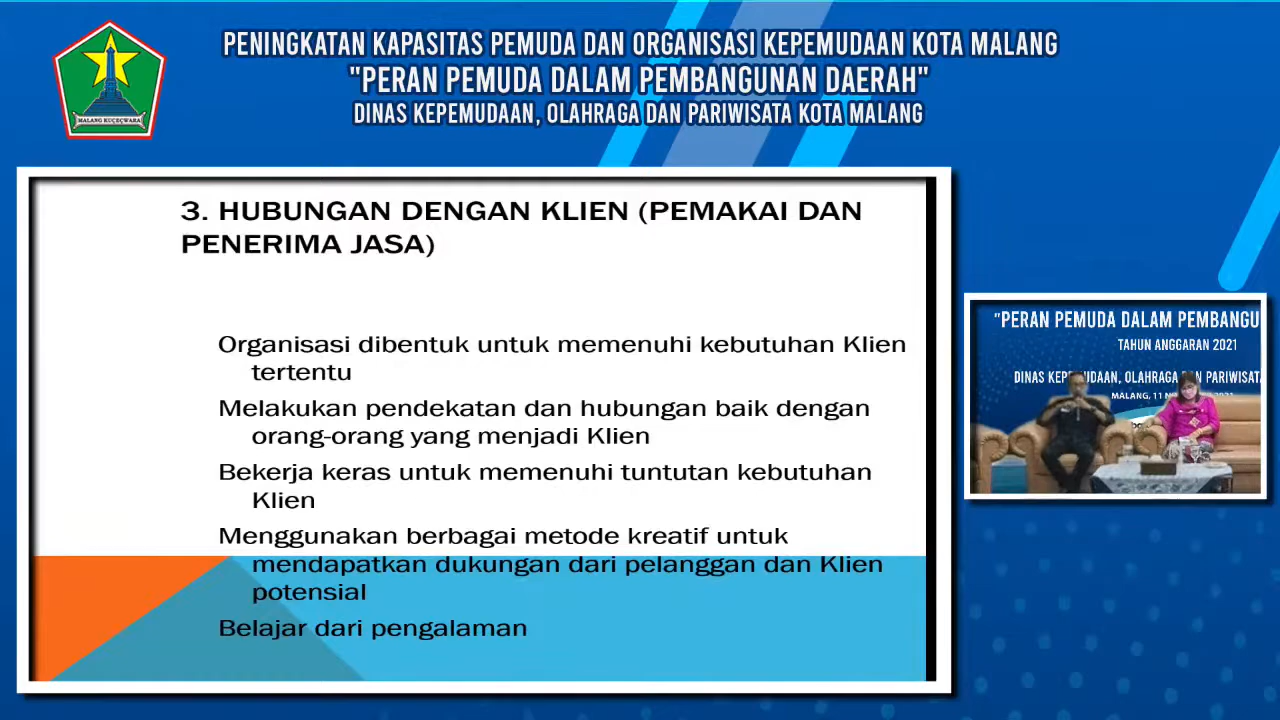 PENINGKATAN KAPASITAS PEMUDA DAN ORGANISASI KEPEMUDAAN KOTA MALANG
"PERAN PEMUDA DALAM PEMBANGUNAN DAERAH"
DINAS KEPEMUDAAN, OLAHRAGA DAN PARIWISATA KOTA MALANG
MALANG KUÇEÇWARA
3. HUBUNGAN DENGAN KLIEN (PEMAKAI DAN
PENERIMA JASA)
Organisasi dibentuk untuk memenuhi kebutuhan Klien
tertentu
Melakukan pendekatan dan hubungan baik dengan
orang-orang yang menjadi Klien
Bekerja keras untuk memenuhi tuntutan kebutuhan
Klien
Menggunakan berbagai metode kreatif untuk
mendapatkan dukungan dari pelanggan dan Klien
potensial
Belajar dari pengalaman
"PERAN PEMUDA DALAM PEMBANGU
TAHUN ANGGARAN 2021
DINAS OLAHRAGA PARIWISATA
MALANG, 11